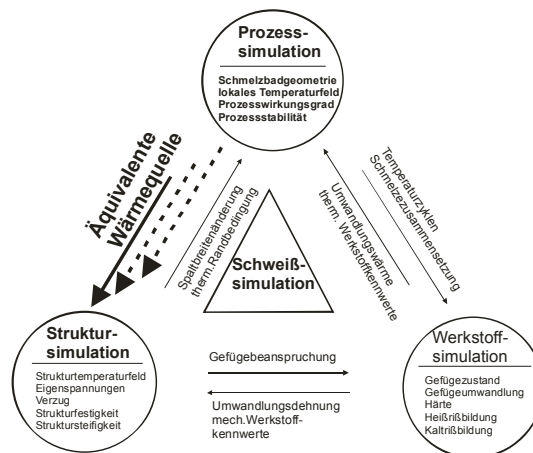 Prozess-
simulation
Schmelzbadgeometrie
lokales Temperaturfeld
Prozesswirkungsgrad
Prozessstabilität
Äquivalente
Wärmequelle
Spaltbreitenänderung
therm.Randbedingung
Umwandlungswärme
therm. Werkstoffkennwerte
Temperaturzyklen
Schmelzezusammensetzung
Schweiß-
simulation
Struktur-
simulation
Strukturtemperaturfeld
Eigenspannungen
Verzug
Strukturfestigkeit
Struktursteifigkeit
Gefügebeanspruchung
Umwandlungsdehnung
mech.Werkstoff-
kennwerte
Werkstoff-
simulation
Gefügezustand
Gefügeumwandlung
Härte
Heißrißbildung
Kaltrißbildung